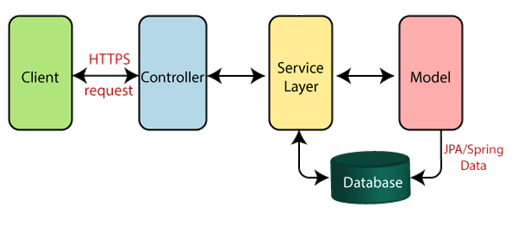 Client
HTTPS
request
Controller
Service
Layer
Model
JPA/Spring
Data
Database